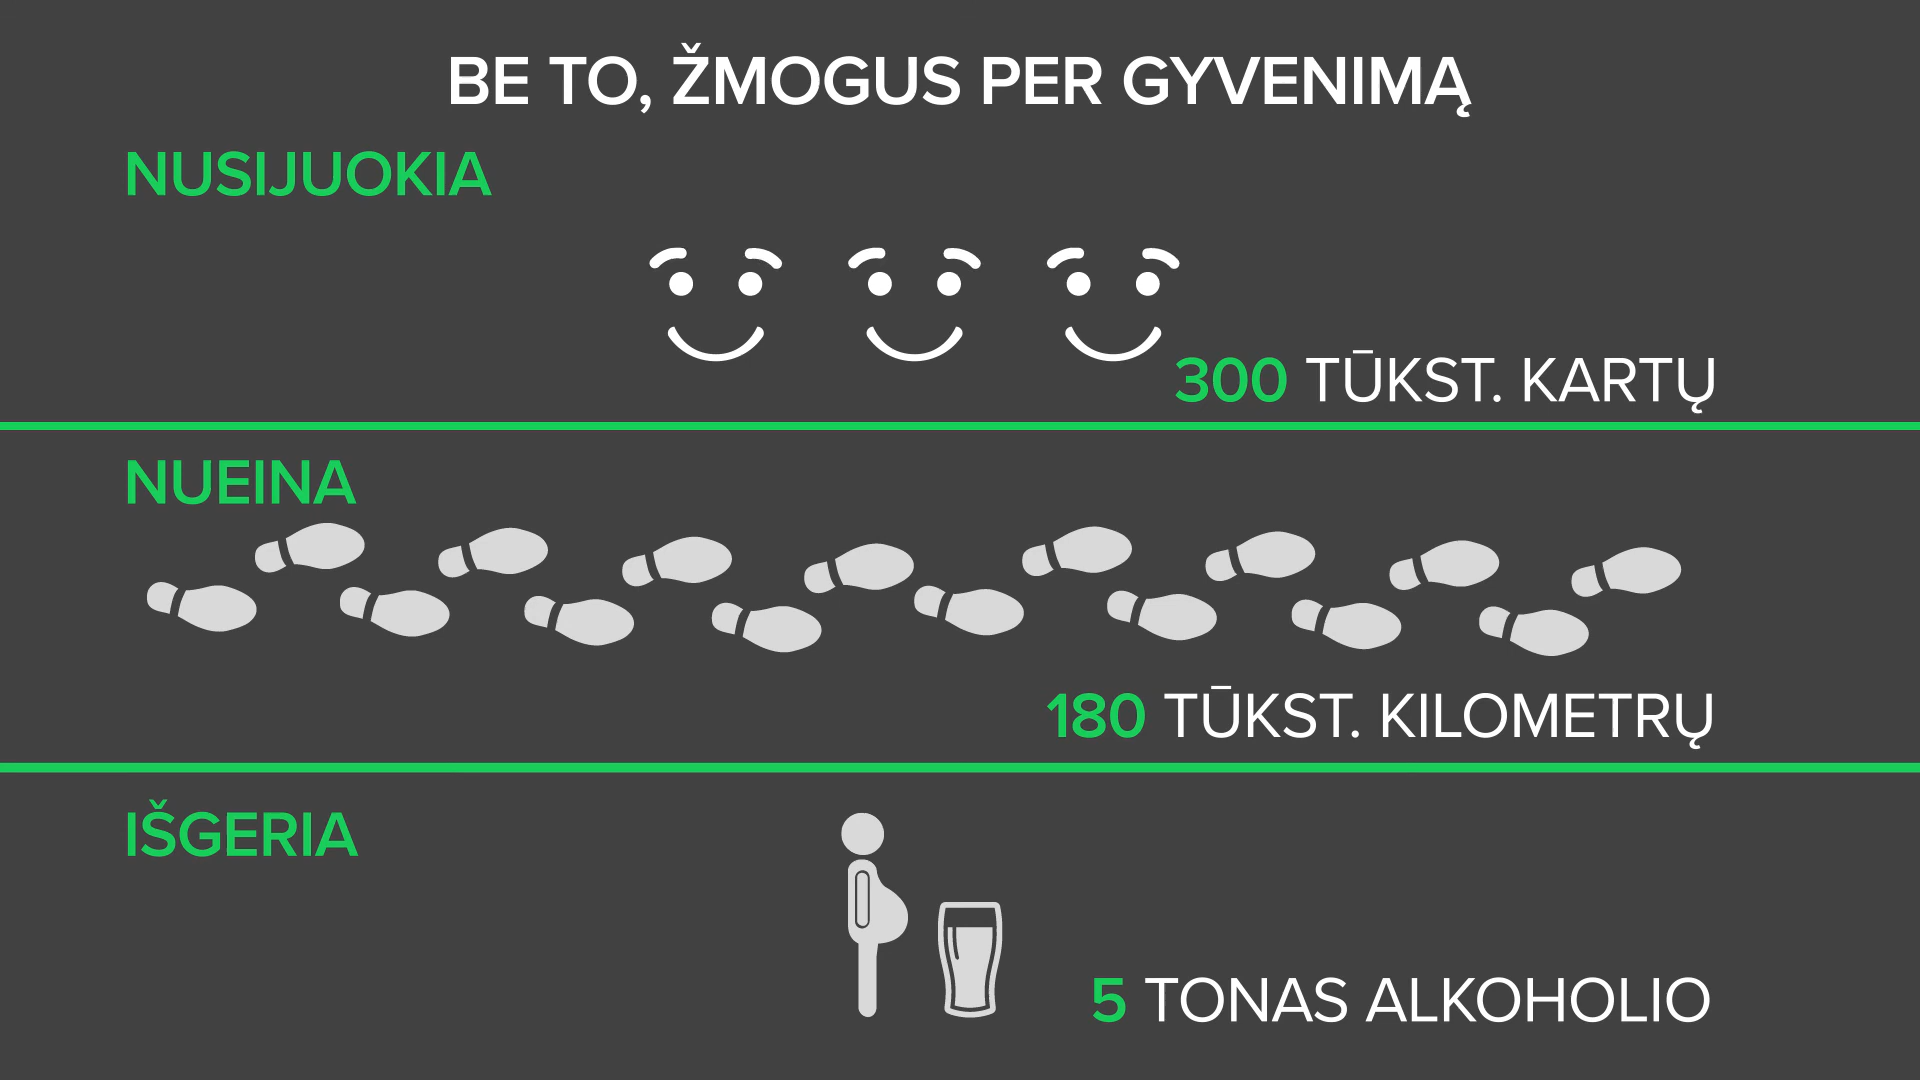 BE TO, ŽMOGUS PER GYVENIMĄ
NUSIJUOKIA
300 TŪKST. KARTŲ
NUEINA
180 TŪKST. KILOMETRŲ
IŠGERIA
5 TONAS ALKOHOLIO